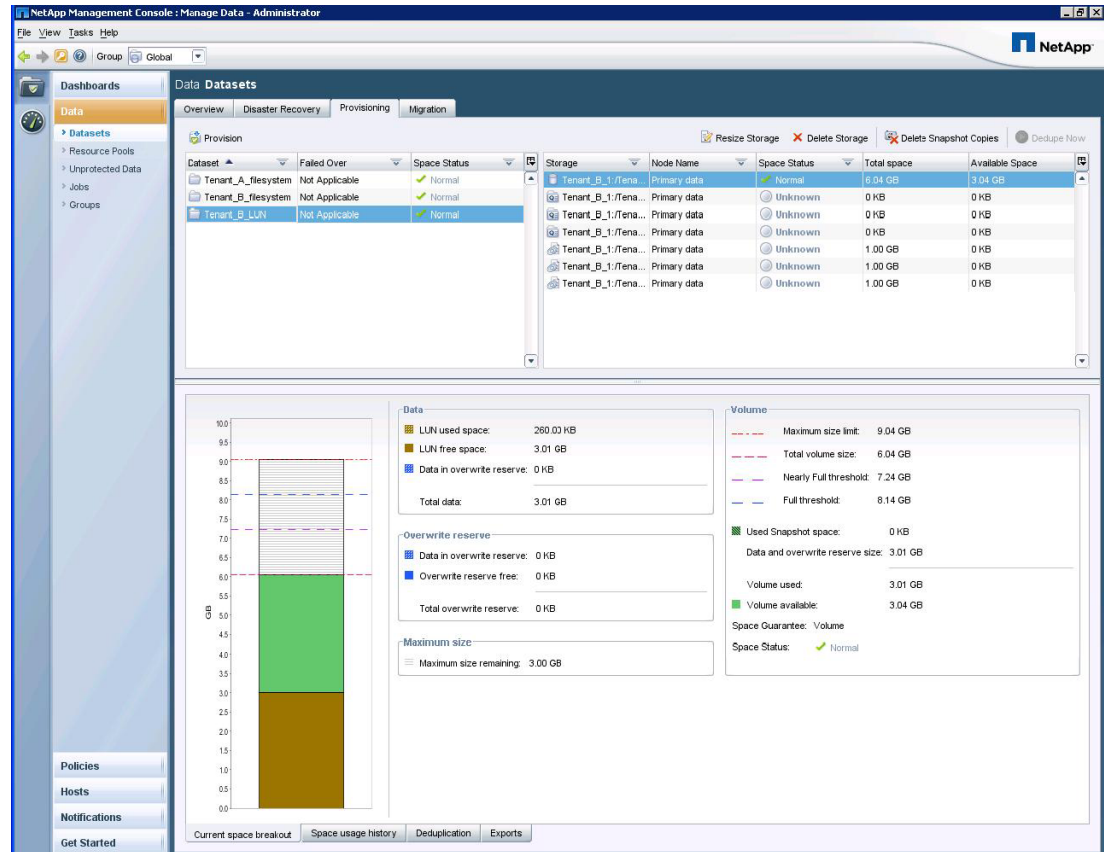 NetApp Management Console : Manage Data - Administrator
File View Tasks Help
Group Global
NetApp
Dashboards
Data
Datasets
Resource Pools
Unprotected Data
Jobs
Groups
Policies
Hosts
Notifications
Get Started
Data Datasets
Overview Disaster Recovery Provisioning Migration
Provision
Resize Storage Delete Storage Delete Snapshot Copies Dedupe Now
Dataset Failed Over Space Status
Tenant_A_filesystem Not Applicable Normal
Tenant_B_filesystem Not Applicable Normal
Tenant_B_LUN Not Applicable Normal
Storage Node Name Space Status Total space Available Space
Tenant_B_1:/Tena... Primary data Normal 6.04 GB 3.04 GB
Tenant_B_1:/Tena... Primary data Unknown 0 KB 0 KB
Tenant_B_1:/Tena... Primary data Unknown 0 KB 0 KB
Tenant_B_1:/Tena... Primary data Unknown 0 KB 0 KB
Tenant_B_1:/Tena... Primary data Unknown 1.00 GB 0 KB
Tenant_B_1:/Tena... Primary data Unknown 1.00 GB 0 KB
Tenant_B_1:/Tena... Primary data Unknown 1.00 GB 0 KB
GB
10.0
9.5
9.0
8.5
8.0
7.5
7.0
6.5
6.0
5.5
5.0
4.5
4.0
3.5
3.0
2.5
2.0
1.5
1.0
0.5
0.0
Data
LUN used space: 260.00 KB
LUN free space: 3.01 GB
Data in overwrite reserve: 0 KB
Total data: 3.01 GB
Overwrite reserve
Data in overwrite reserve: 0 KB
Overwrite reserve free: 0 KB
Total overwrite reserve: 0 KB
Maximum size
Maximum size remaining: 3.00 GB
Volume
Maximum size limit: 9.04 GB
Total volume size: 6.04 GB
Nearly Full threshold: 7.24 GB
Full threshold: 8.14 GB
Used Snapshot space: 0 KB
Data and overwrite reserve size: 3.01 GB
Volume used: 3.01 GB
Volume available: 3.04 GB
Space Guarantee: Volume
Space Status: Normal
Current space breakout Space usage history Deduplication Exports